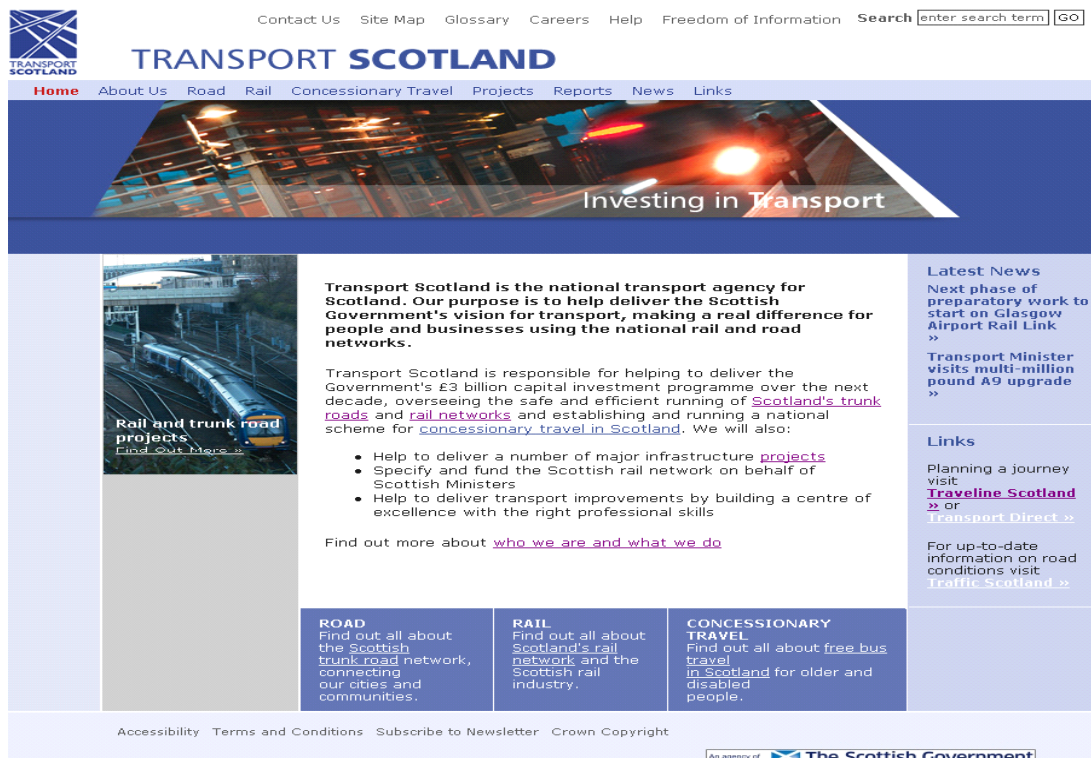 Contact Us Site Map Glossary Careers Help Freedom of Information Search enter search term GO
TRANSPORT
SCOTLAND
TRANSPORT SCOTLAND
Home About Us Road Rail Concessionary Travel Projects Reports News Links
Investing in Transport
Rail and trunk road
projects
Find Out More »
Transport Scotland is the national transport agency for
Scotland. Our purpose is to help deliver the Scottish
Government's vision for transport, making a real difference for
people and businesses using the national rail and road
networks.
Transport Scotland is responsible for helping to deliver the
Government's £3 billion capital investment programme over the next
decade, overseeing the safe and efficient running of Scotland's trunk
roads and rail networks and establishing and running a national
scheme for concessionary travel in Scotland. We will also:
• Help to deliver a number of major infrastructure projects
• Specify and fund the Scottish rail network on behalf of
Scottish Ministers
• Help to deliver transport improvements by building a centre of
excellence with the right professional skills
Find out more about who we are and what we do
Latest News
Next phase of
preparatory work to
start on Glasgow
Airport Rail Link
»
Transport Minister
visits multi-million
pound A9 upgrade
»
Links
Planning a journey
visit
Traveline Scotland
» or
Transport Direct »
For up-to-date
information on road
conditions visit
Traffic Scotland »
ROAD
Find out all about
the Scottish
trunk road network,
connecting
our cities and
communities.
RAIL
Find out all about
Scotland's rail
network and the
Scottish rail
industry.
CONCESSIONARY
TRAVEL
Find out all about free bus
travel
in Scotland for older and
disabled
people.
Accessibility Terms and Conditions Subscribe to Newsletter Crown Copyright
An agency of The Scottish Government